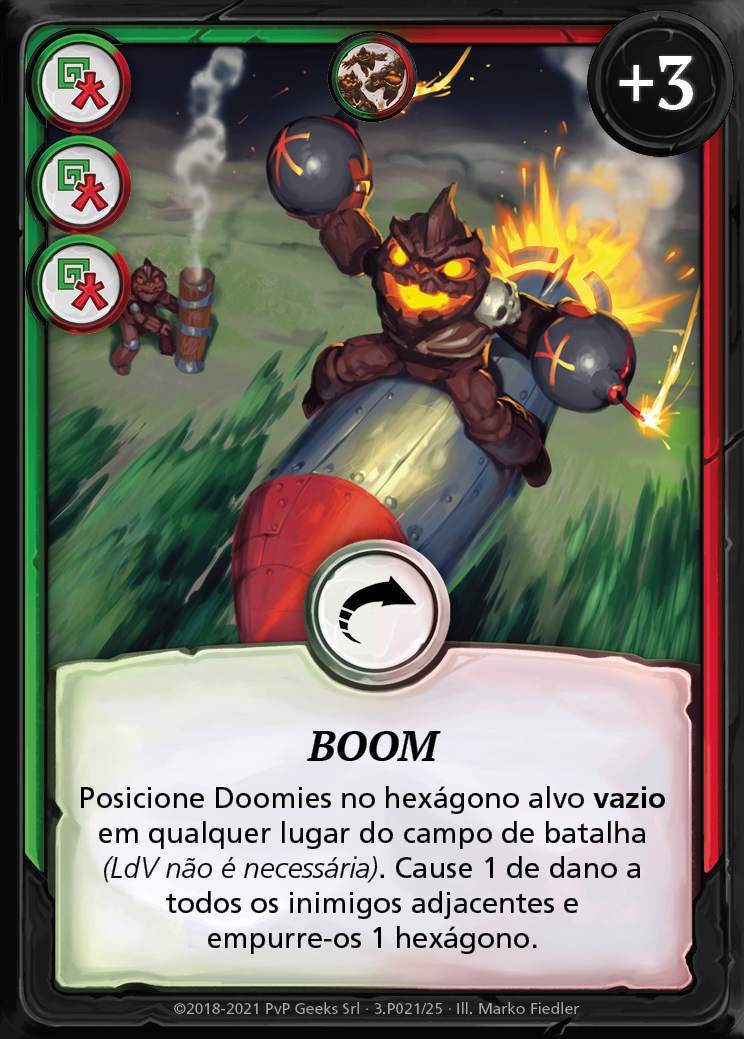 +3
BOOM
Posicione Doomies no hexágono alvo vazio
em qualquer lugar do campo de batalha
(LdV não é necessária). Cause 1 de dano a
todos os inimigos adjacentes e
empurre-os 1 hexágono.
©2018-2021 PvP Geeks Srl · 3.P021/25 · Ill. Marko Fiedler